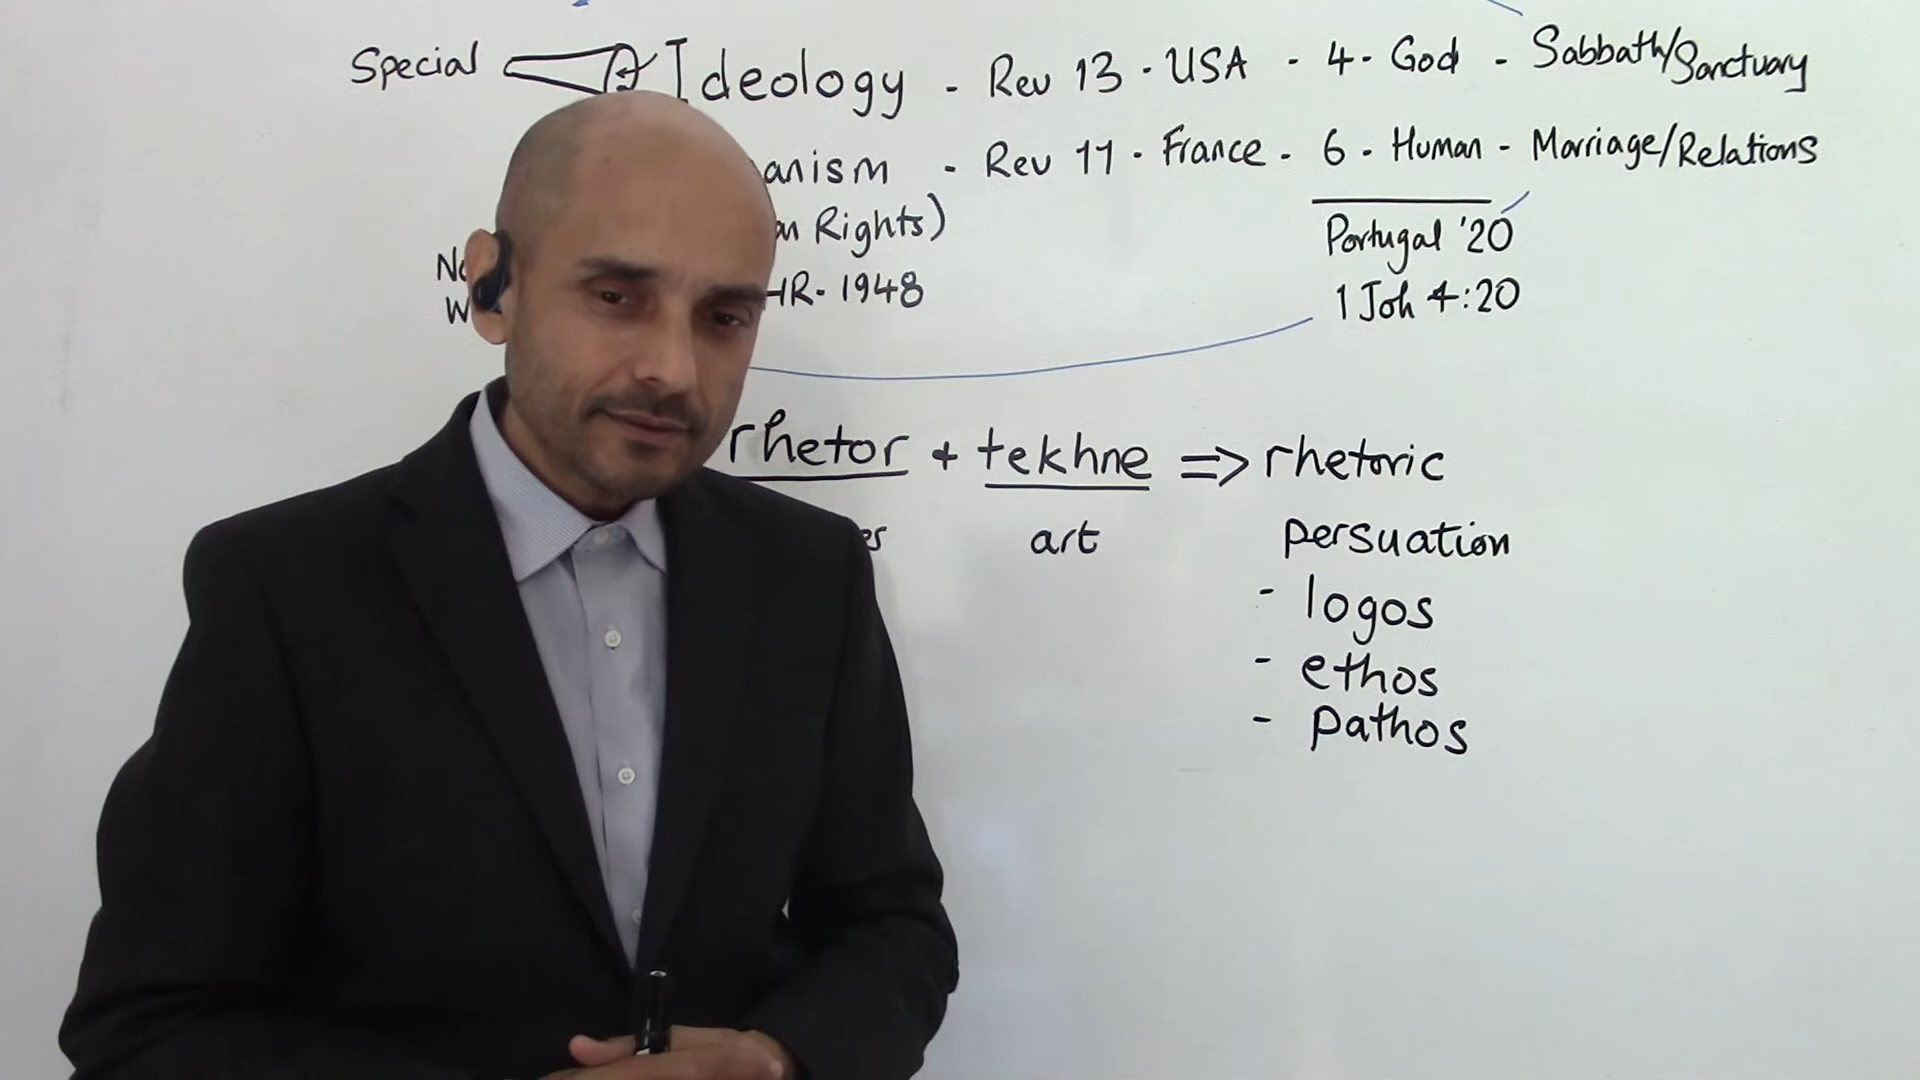 Special Ideology - Rev 13 - USA - 4 - God - Sabbath/Sanctuary
anism - Rev 11 - France - 6 - Human - Marriage/Relations
an Rights)
Portugal '20
HR - 1948
1 Joh 4:20
rhetor + tekhne => rhetoric
art persuation
- logos
- ethos
- pathos